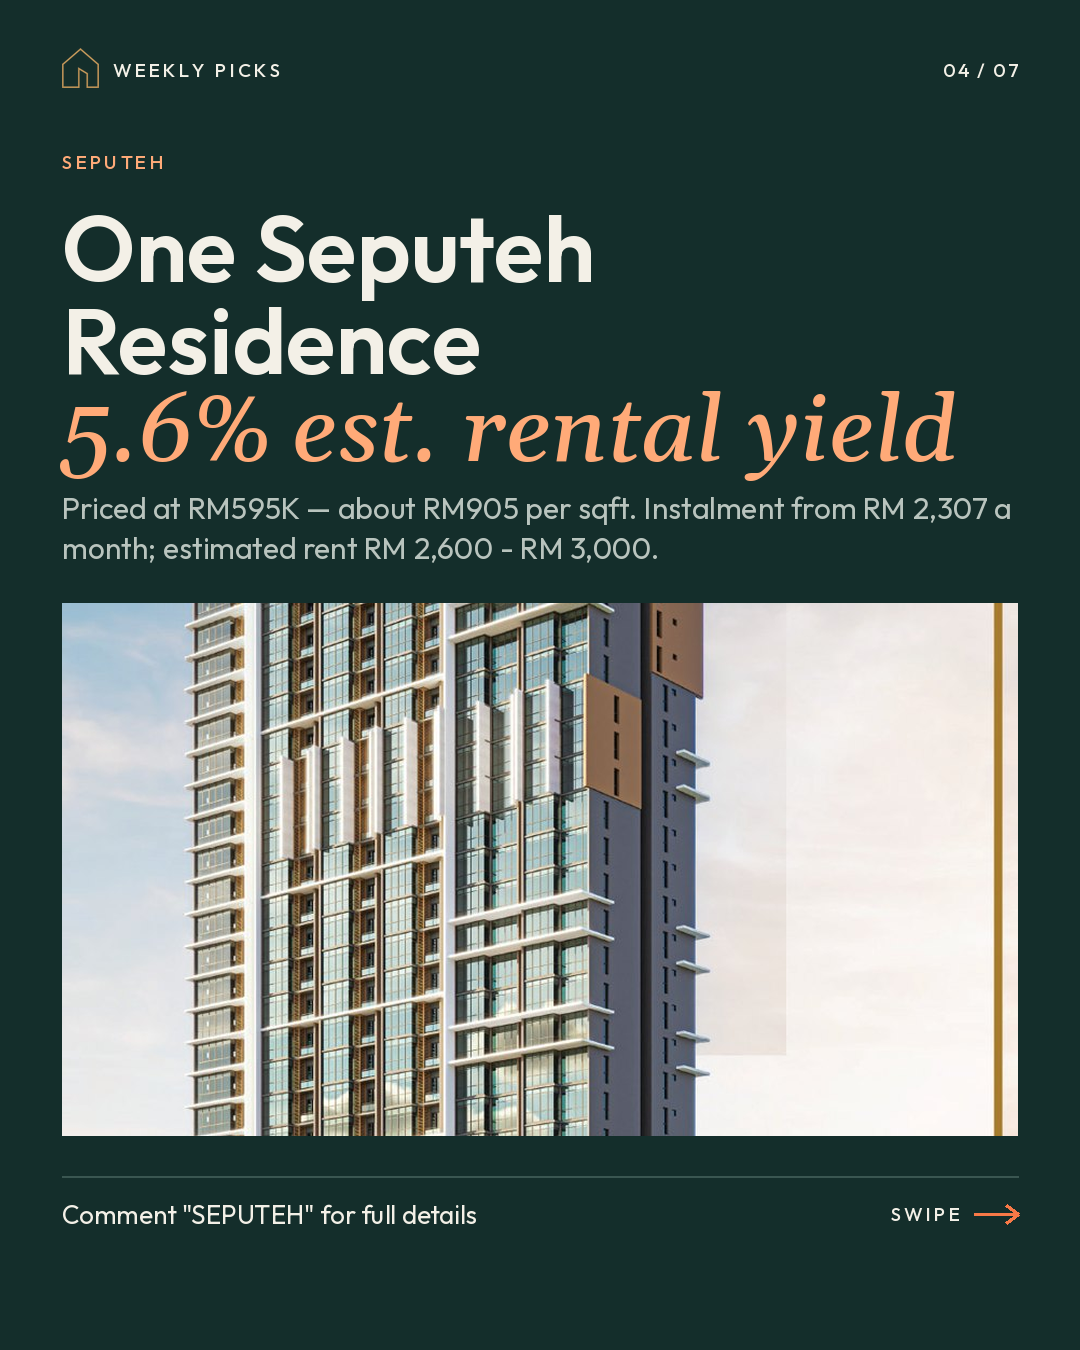 WEEKLY PICKS
04 / 07
SEPUTEH
One Seputeh
Residence
5.6% est. rental yield
Priced at RM595K — about RM905 per sqft. Instalment from RM 2,307 a
month; estimated rent RM 2,600 - RM 3,000.
Comment "SEPUTEH" for full details
SWIPE